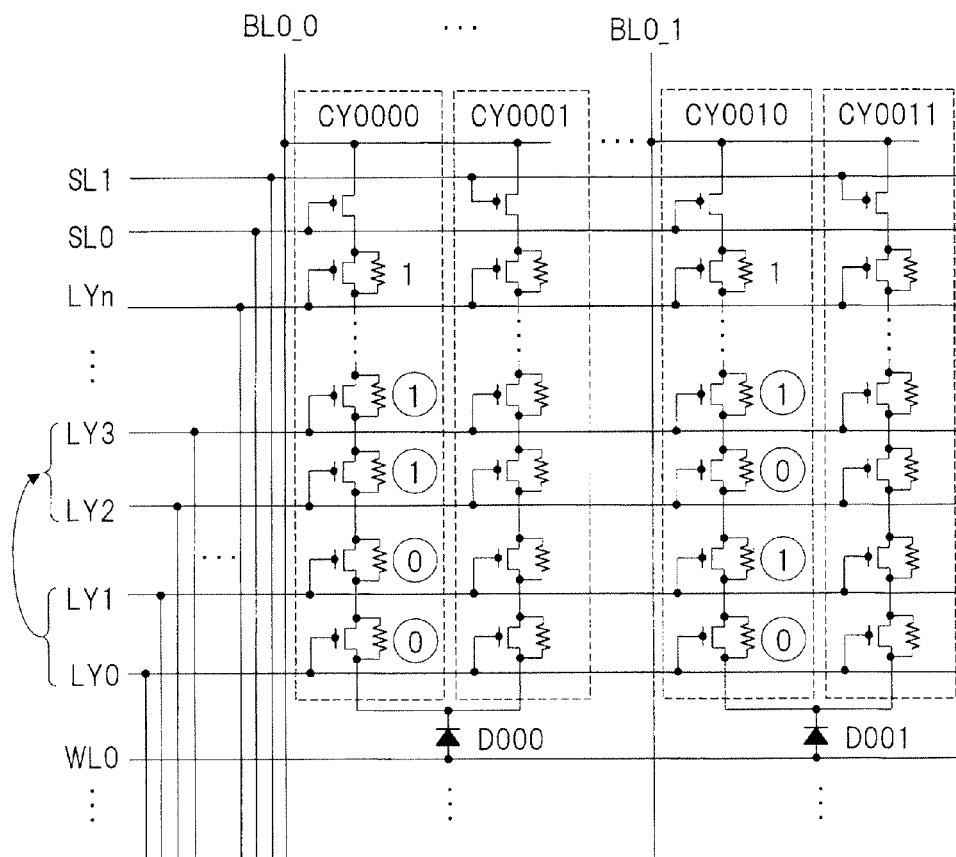 BL0_0 ... BL0_1
CY0000 CY0001 ... CY0010 CY0011
SL1
SL0
1 1
LYn
...
1 1
LY3
1 0
LY2
...
0 1
LY1
0 0
LY0
D000 D001
WL0
...